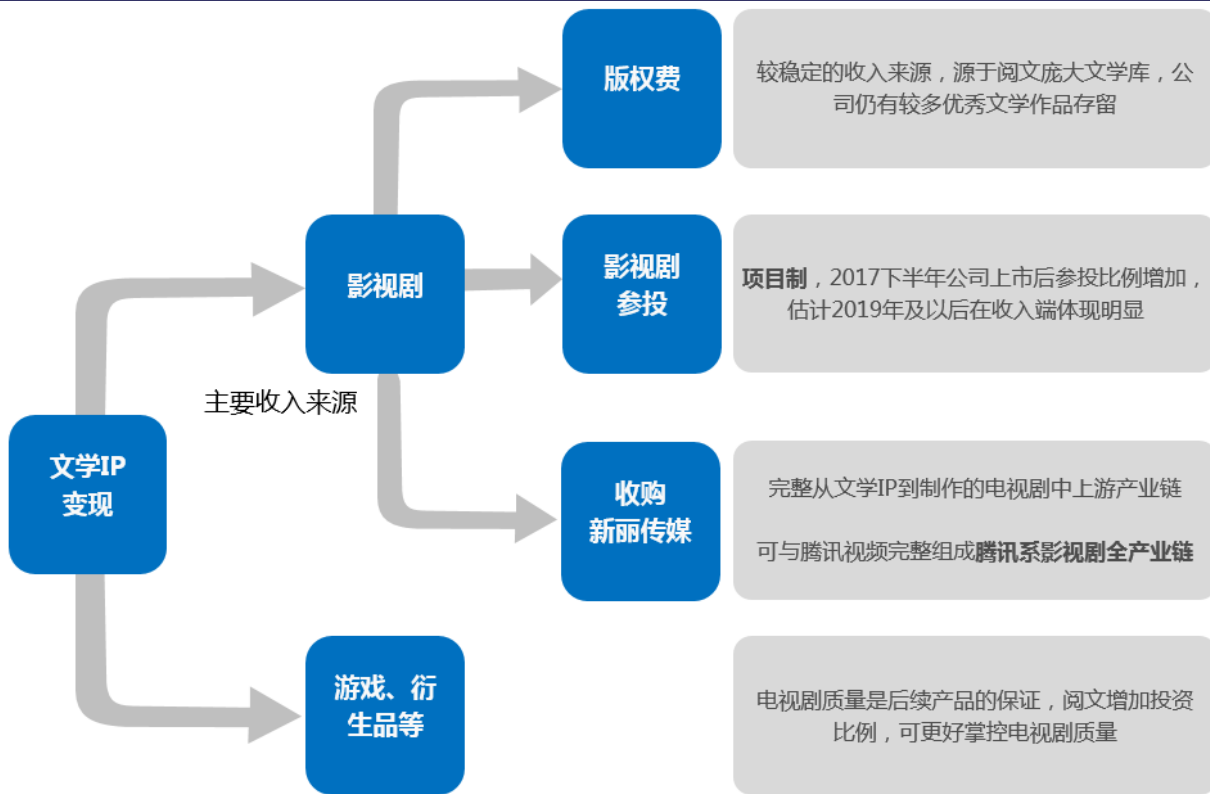 版权费
较稳定的收入来源，源于阅文庞大文学库，公
司仍有较多优秀文学作品存留
影视剧
影视剧
参投
项目制，2017下半年公司上市后参投比例增加，
估计2019年及以后在收入端体现明显
主要收入来源
文学IP
变现
收购
新丽传媒
完整从文学IP到制作的电视剧中上游产业链
可与腾讯视频完整组成腾讯系影视剧全产业链
游戏、衍
生品等
电视剧质量是后续产品的保证，阅文增加投资
比例，可更好掌控电视剧质量